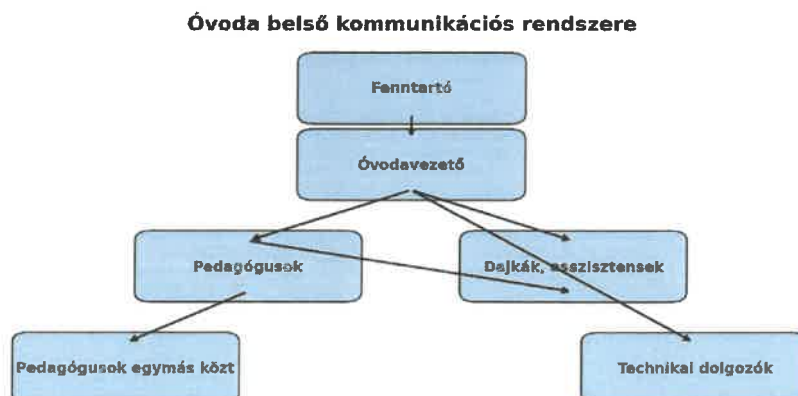 Óvoda belső kommunikációs rendszere
Fenntartó
Óvodavezető
Pedagógusok
Dajkák, asszisztensek
Pedagógusok egymás közt
Technikai dolgozók